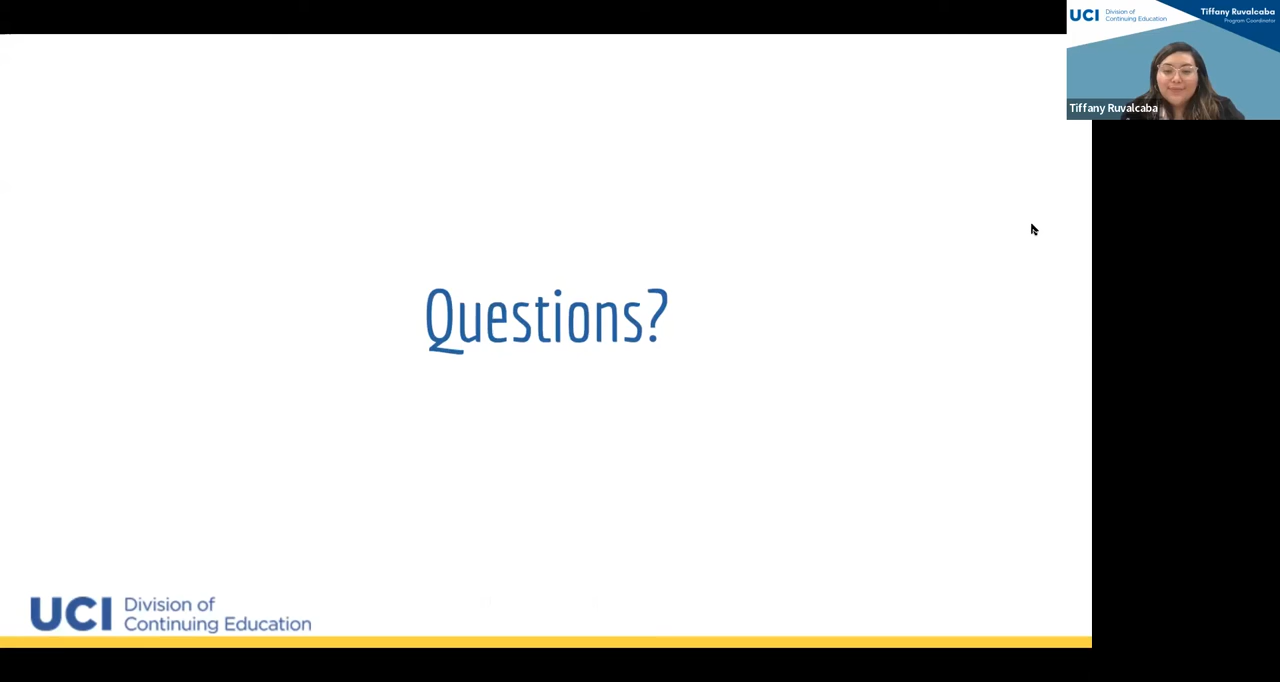 UCI Division of
Continuing Education
Tiffany Ruvalcaba
Program Coordinator
Tiffany Ruvalcaba
Questions?
UCI Division of
Continuing Education